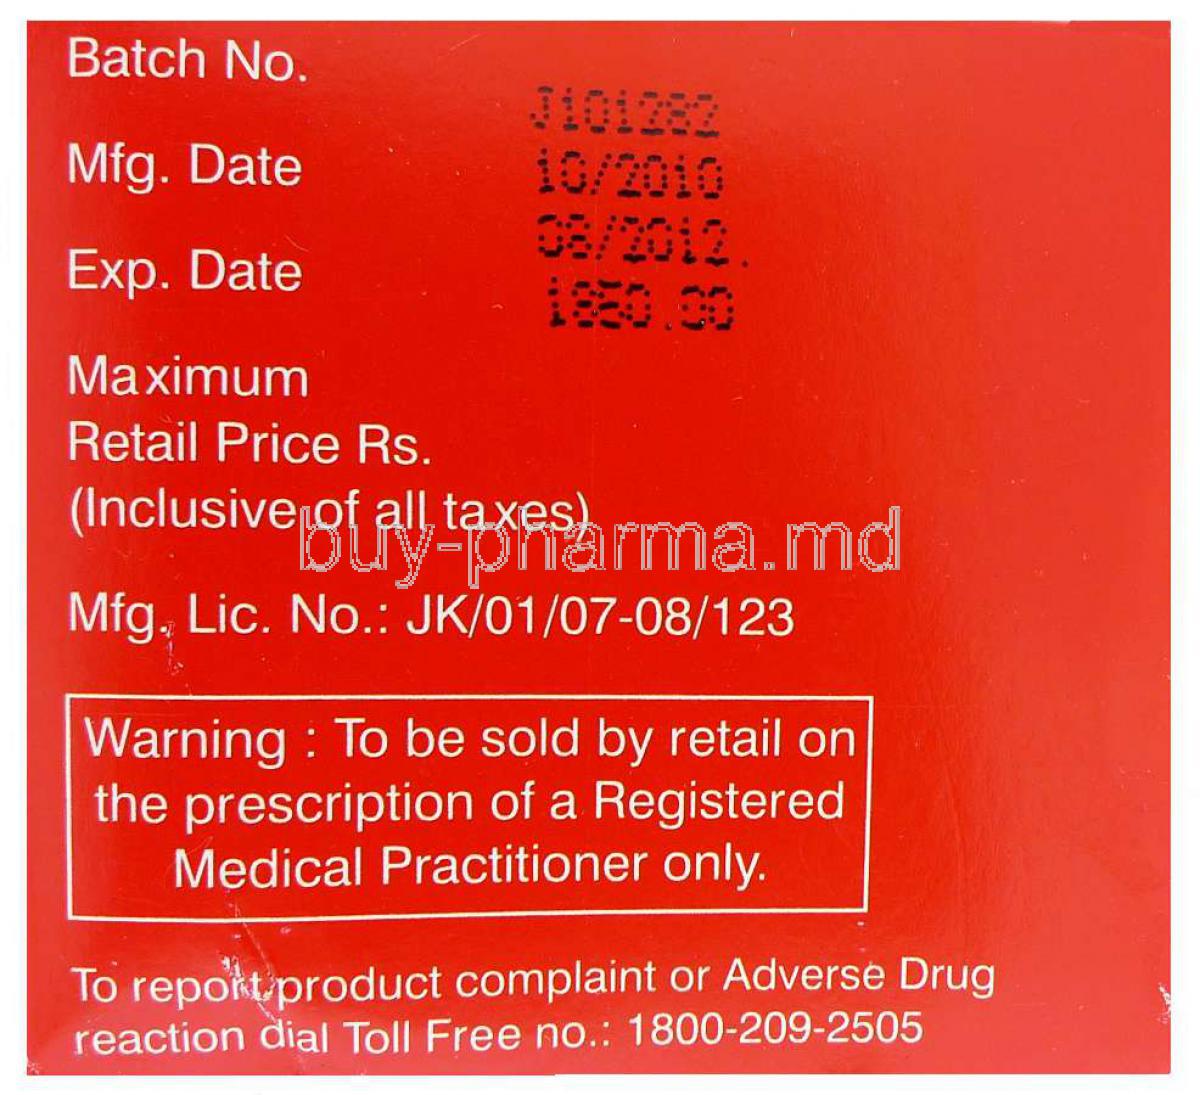 Batch No.
J101282
Mfg. Date
10/2010
Exp. Date
08/2012.
1850.00
Maximum
Retail Price Rs.
(Inclusive of all taxes)
buy-pharma.md
Mfg. Lic. No.: JK/01/07-08/123
Warning : To be sold by retail on
the prescription of a Registered
Medical Practitioner only.
To report product complaint or Adverse Drug
reaction dial Toll Free no.: 1800-209-2505